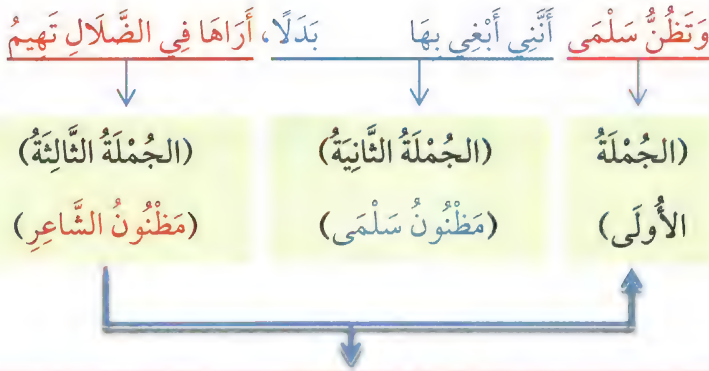 وَتَظُنُّ سَلْمَى أَنَّنِي أَبْغِي بِهَا بَدَلًا، أَرَاهَا فِي الضَّلَالِ تَهِيمُ
(الجُمْلَةُ الأُولَى)
(الجُمْلَةُ الثَّانِيَةُ)
(مَظْنُونُ سَلْمَى)
(الجُمْلَةُ الثَّالِثَةُ)
(مَظْنُونُ الشَّاعِرِ)